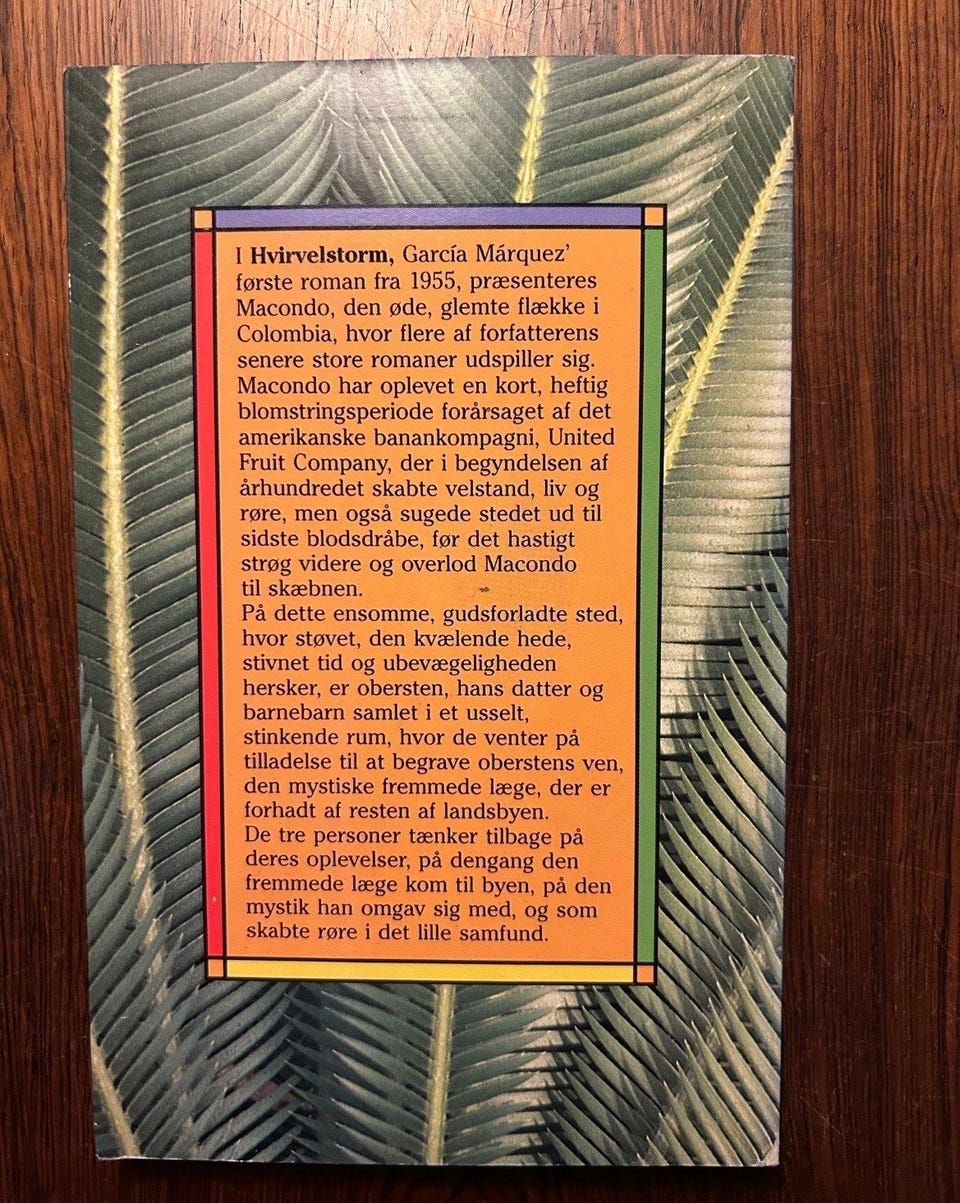 I Hvirvelstorm, García Márquez'
første roman fra 1955, præsenteres
Macondo, den øde, glemte flække i
Colombia, hvor flere af forfatterens
senere store romaner udspiller sig.
Macondo har oplevet en kort, heftig
blomstringsperiode forårsaget af det
amerikanske banankompagni, United
Fruit Company, der i begyndelsen af
århundredet skabte velstand, liv og
røre, men også sugede stedet ud til
sidste blodsdråbe, før det hastigt
strøg videre og overlod Macondo
til skæbnen.
På dette ensomme, gudsforladte sted,
hvor støvet, den kvælende hede,
stivnet tid og ubevægeligheden
hersker, er obersten, hans datter og
barnebarn samlet i et usselt,
stinkende rum, hvor de venter på
tilladelse til at begrave oberstens ven,
den mystiske fremmede læge, der er
forhadt af resten af landsbyen.
De tre personer tænker tilbage på
deres oplevelser, på dengang den
fremmede læge kom til byen, på den
mystik han omgav sig med, og som
skabte røre i det lille samfund.